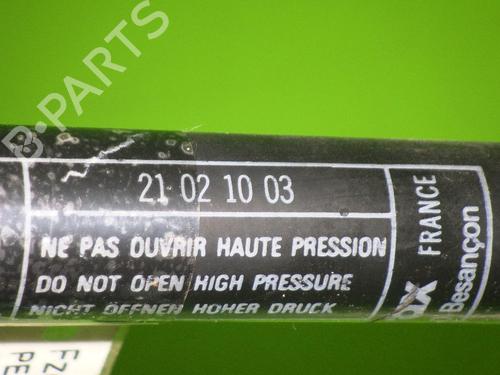 B-PARTS
21 02 10 03
NE PAS OUVRIR HAUTE PRESSION
DO NOT OPEN HIGH PRESSURE
NICHT ÖFFNEN HOHER DRUCK
FRANCE
Besançon